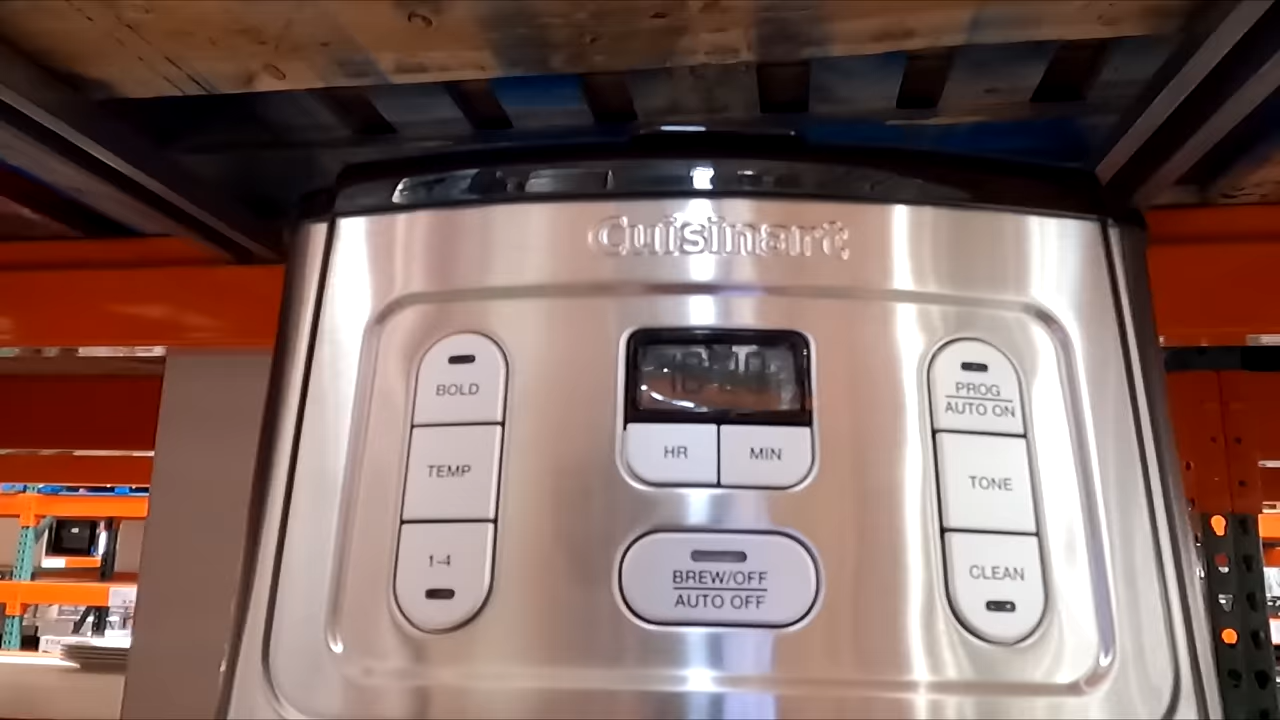 Cuisinart
BOLD
TEMP
1-4
HR
MIN
BREW/OFF
AUTO OFF
PROG
AUTO ON
TONE
CLEAN